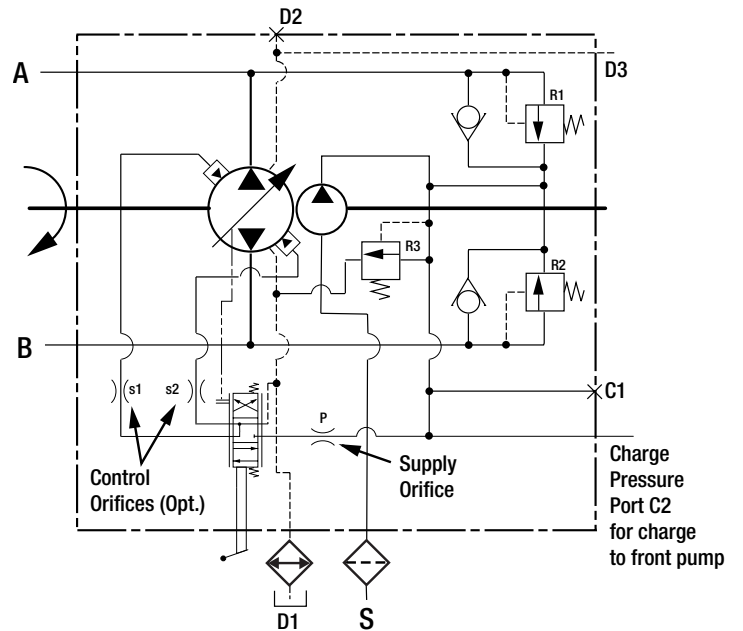 D2
D3
A
R1
R3
R2
B
s1
s2
C1
P
Control
Orifices (Opt.)
Supply
Orifice
Charge
Pressure
Port C2
for charge
to front pump
D1
S